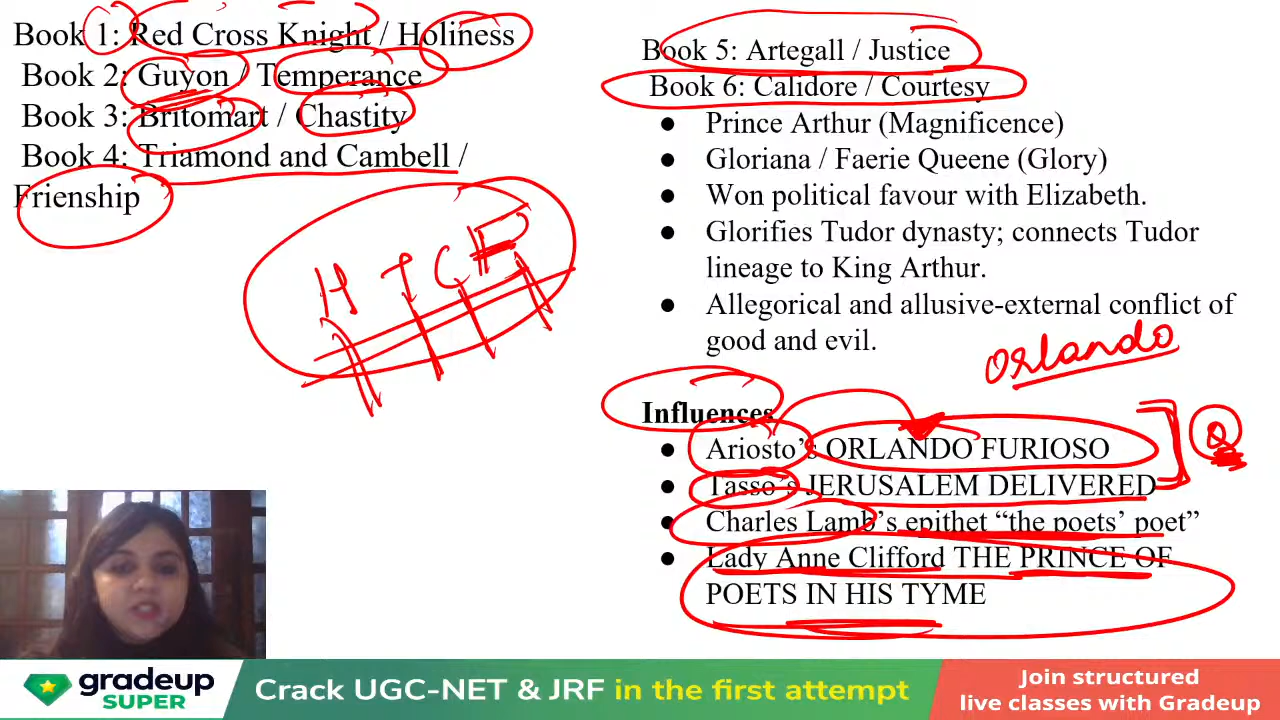 Book 1: Red Cross Knight / Holiness
Book 2: Guyon / Temperance
Book 3: Britomart / Chastity
Book 4: Triamond and Cambell /
Frienship
H T C F
Book 5: Artegall / Justice
Book 6: Calidore / Courtesy
● Prince Arthur (Magnificence)
● Gloriana / Faerie Queene (Glory)
● Won political favour with Elizabeth.
● Glorifies Tudor dynasty; connects Tudor
lineage to King Arthur.
● Allegorical and allusive-external conflict of
good and evil.
Orlando
Influences
● Ariosto's ORLANDO FURIOSO
● Tasso's JERUSALEM DELIVERED
Q
● Charles Lamb's epithet “the poets' poet”
● Lady Anne Clifford THE PRINCE OF
POETS IN HIS TYME
gradeup
SUPER
Crack UGC-NET & JRF in the first attempt
Join structured
live classes with Gradeup